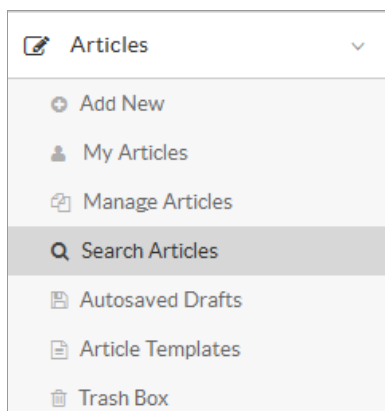 Articles
Add New
My Articles
Manage Articles
Search Articles
Autosaved Drafts
Article Templates
Trash Box